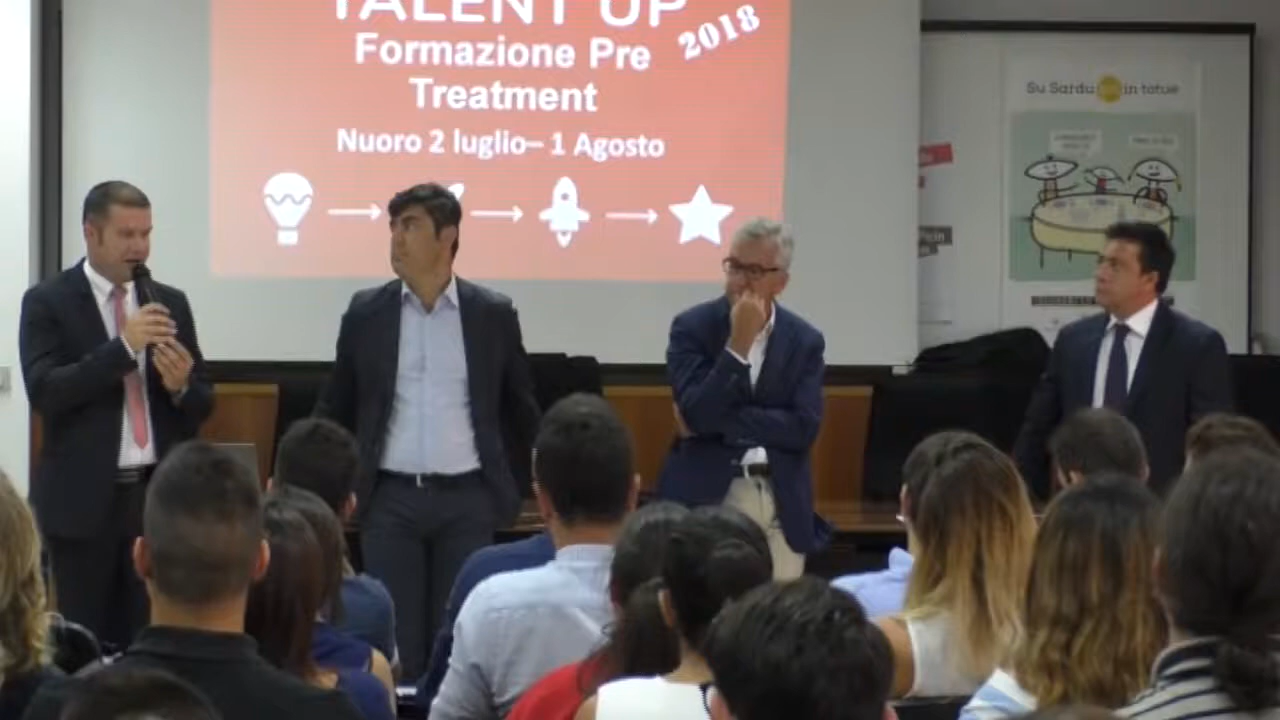 TALENT UP
2018
Formazione Pre
Treatment
Nuoro 2 luglio– 1 Agosto
Su Sardu
in totue